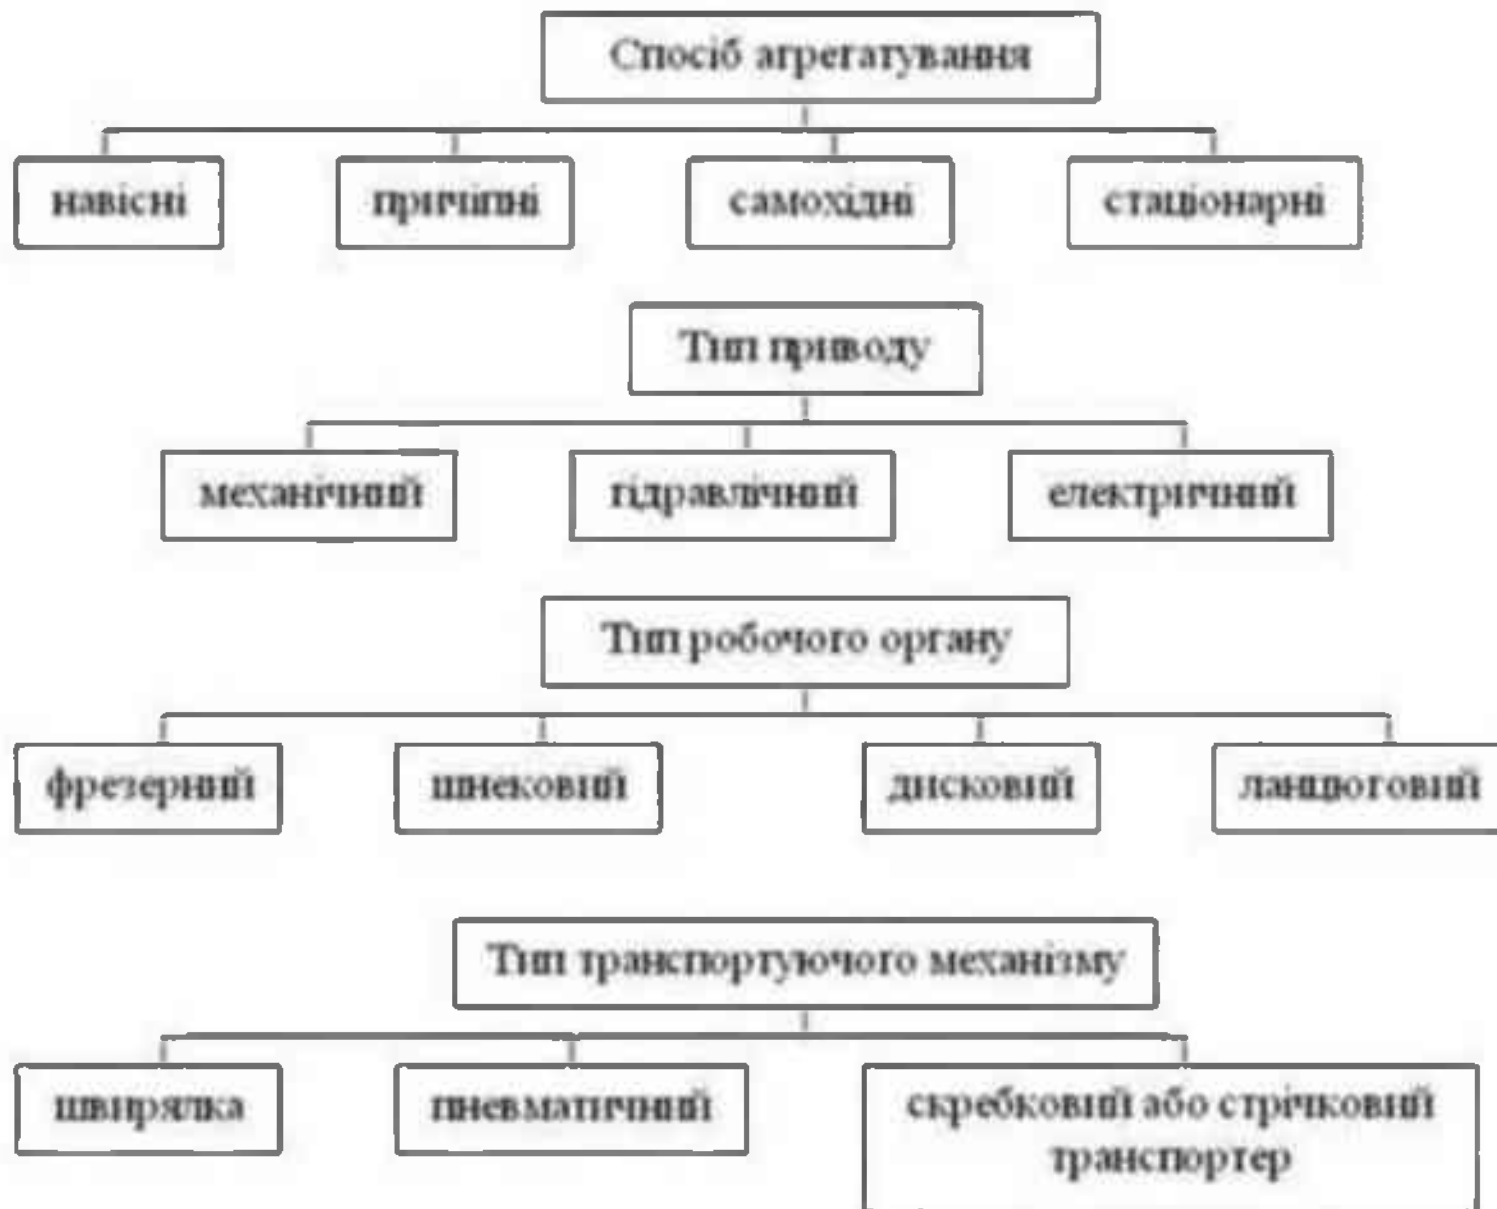 Спосіб агрегатування
навісні причіпні самохідні стаціонарні
Тип приводу
механічний гідравлічний електричний
Тип робочого органу
фрезерний шнековий дисковий ланцюговий
Тип транспортуючого механізму
швирялка пневматичний скребковий або стрічковий
транспортер